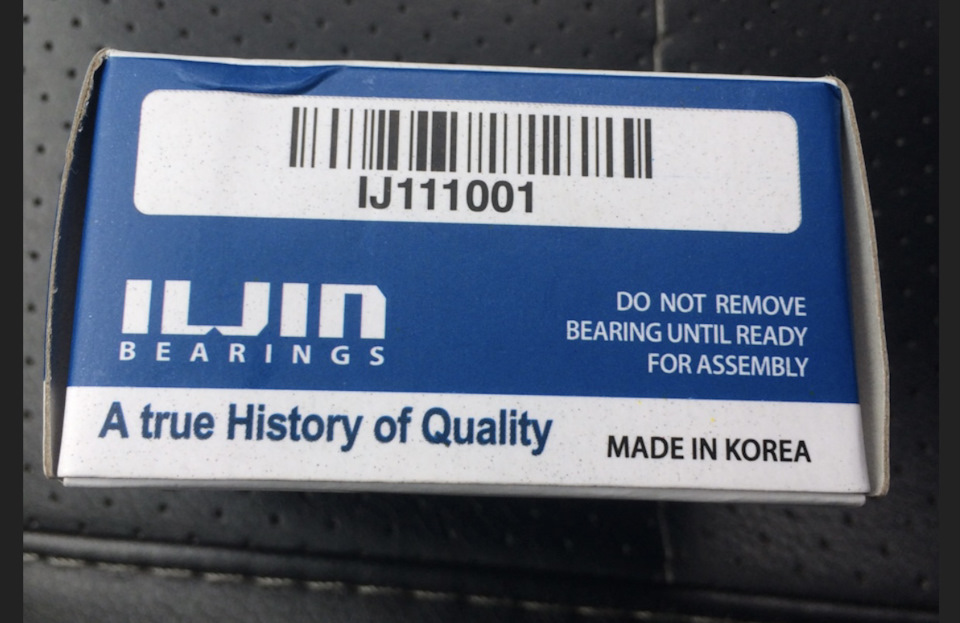 IJ111001
ILJIN
BEARINGS
DO NOT REMOVE
BEARING UNTIL READY
FOR ASSEMBLY
A true History of Quality
MADE IN KOREA